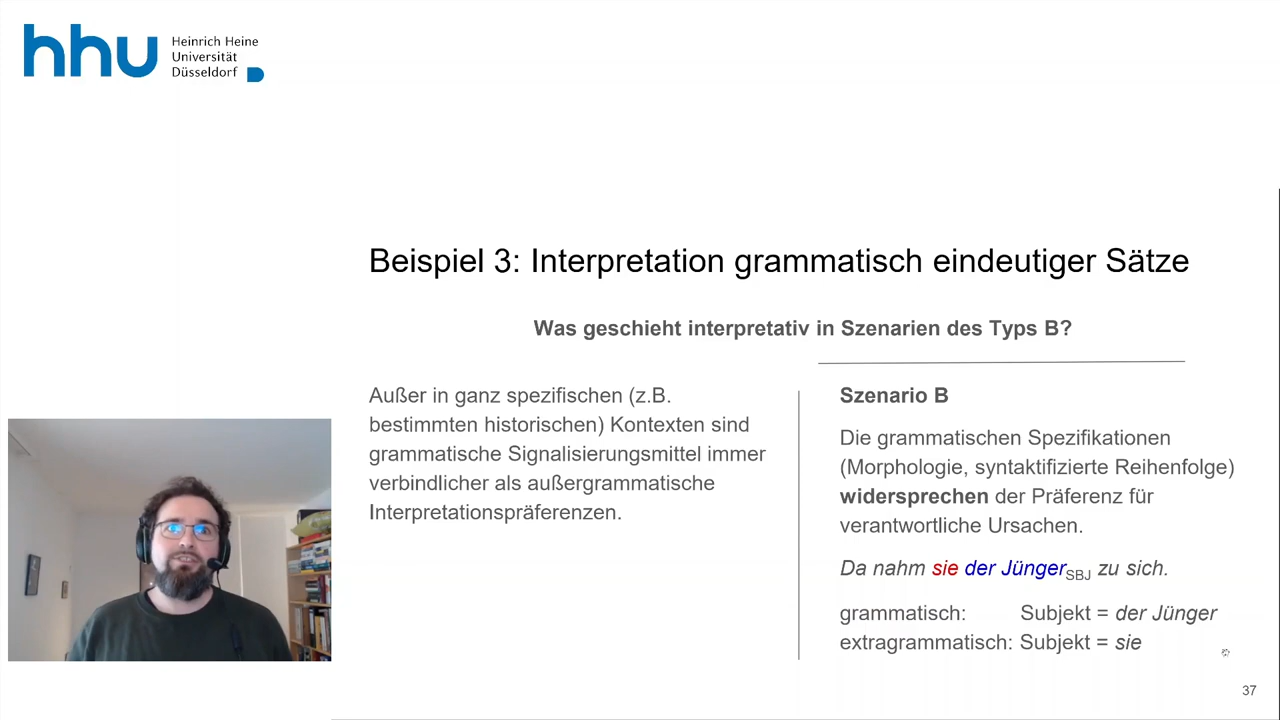 hhu
Heinrich Heine
Universität
Düsseldorf
Beispiel 3: Interpretation grammatisch eindeutiger Sätze
Was geschieht interpretativ in Szenarien des Typs B?
Außer in ganz spezifischen (z.B.
bestimmten historischen) Kontexten sind
grammatische Signalisierungsmittel immer
verbindlicher als außergrammatische
Interpretationspräferenzen.
Szenario B
Die grammatischen Spezifikationen
(Morphologie, syntaktifizierte Reihenfolge)
widersprechen der Präferenz für
verantwortliche Ursachen.
Da nahm sie der Jünger SBJ zu sich.
grammatisch: Subjekt = der Jünger
extragrammatisch: Subjekt = sie
37